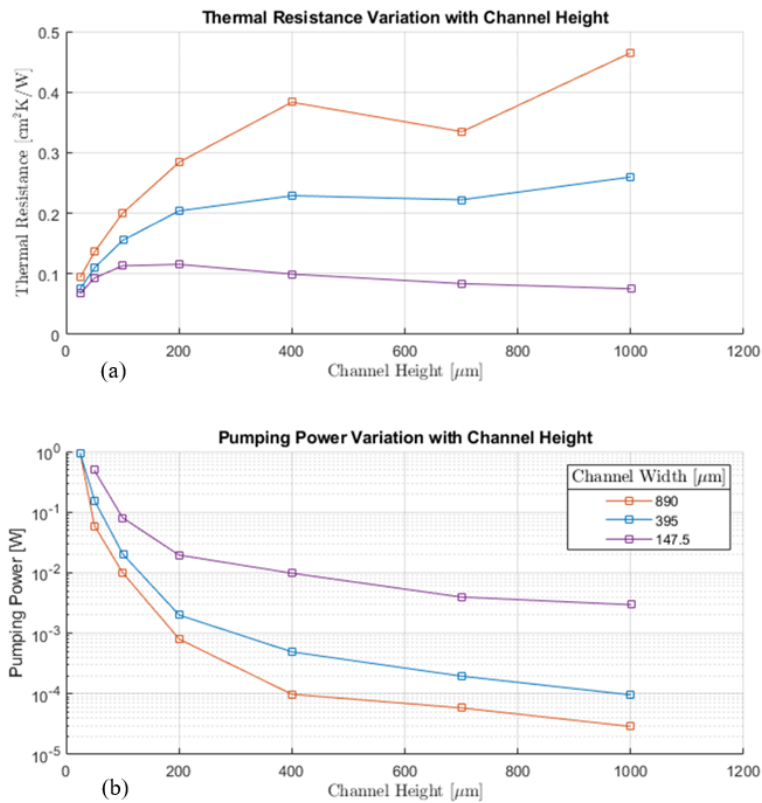 Thermal Resistance Variation with Channel Height
0.5
0.4
0.3
0.2
0.1
0
Thermal Resistance [cm²K/W]
0 200 400 600 800 1000 1200
(a)
Channel Height [μm]
Pumping Power Variation with Channel Height
10⁰
10⁻¹
10⁻²
10⁻³
10⁻⁴
10⁻⁵
Pumping Power [W]
Channel Width [μm]
890
395
147.5
0 200 400 600 800 1000 1200
(b)
Channel Height [μm]